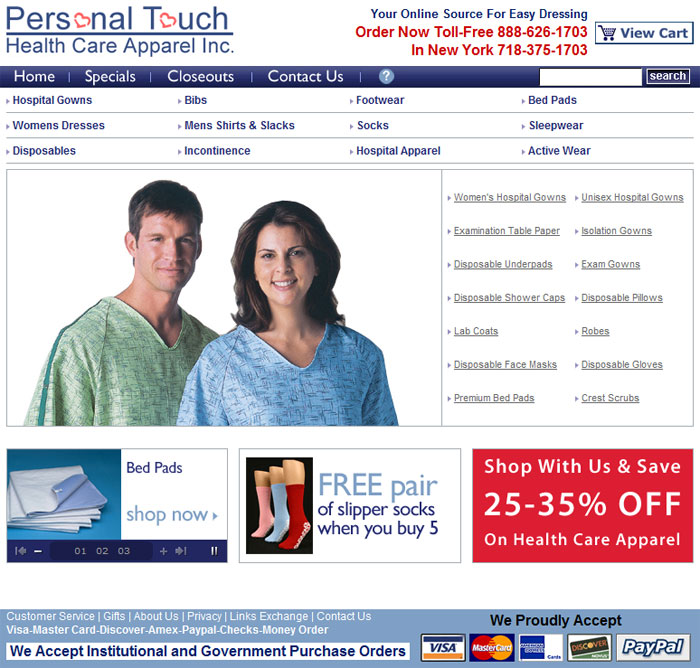 Personal Touch
Health Care Apparel Inc.
Your Online Source For Easy Dressing
Order Now Toll-Free 888-626-1703
In New York 718-375-1703
View Cart
Home | Specials | Closeouts | Contact Us | ?
search
Hospital Gowns Bibs Footwear Bed Pads
Womens Dresses Mens Shirts & Slacks Socks Sleepwear
Disposables Incontinence Hospital Apparel Active Wear
Women's Hospital Gowns Unisex Hospital Gowns
Examination Table Paper Isolation Gowns
Disposable Underpads Exam Gowns
Disposable Shower Caps Disposable Pillows
Lab Coats Robes
Disposable Face Masks Disposable Gloves
Premium Bed Pads Crest Scrubs
Bed Pads
shop now
01 02 03
FREE pair
of slipper socks
when you buy 5
Shop With Us & Save
25-35% OFF
On Health Care Apparel
Customer Service | Gifts | About Us | Privacy | Links Exchange | Contact Us
Visa-Master Card-Discover-Amex-Paypal-Checks-Money Order
We Accept Institutional and Government Purchase Orders
We Proudly Accept
VISA MasterCard AMERICAN EXPRESS Cards DISCOVER PayPal